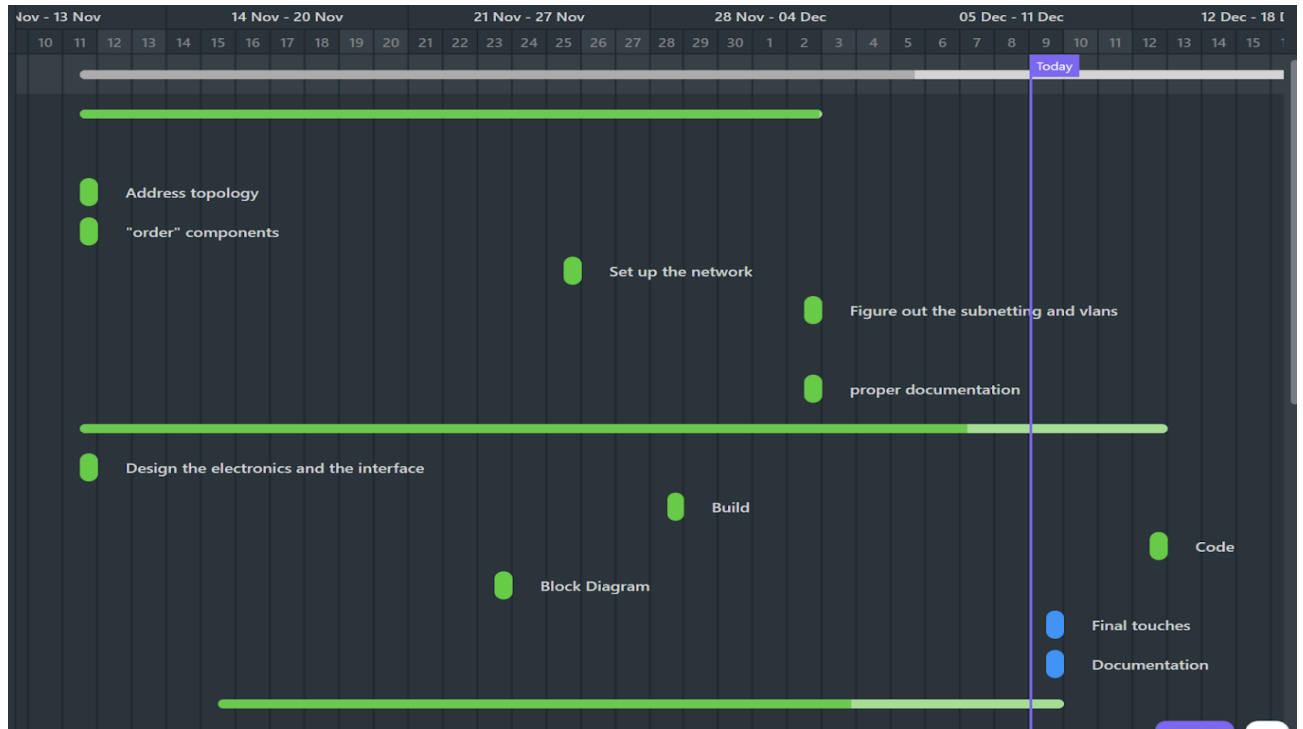 Nov - 13 Nov 14 Nov - 20 Nov 21 Nov - 27 Nov 28 Nov - 04 Dec 05 Dec - 11 Dec 12 Dec - 18
10 11 12 13 14 15 16 17 18 19 20 21 22 23 24 25 26 27 28 29 30 1 2 3 4 5 6 7 8 9 10 11 12 13 14 15
Today
Address topology
"order" components
Set up the network
Figure out the subnetting and vlans
proper documentation
Design the electronics and the interface
Build
Code
Block Diagram
Final touches
Documentation